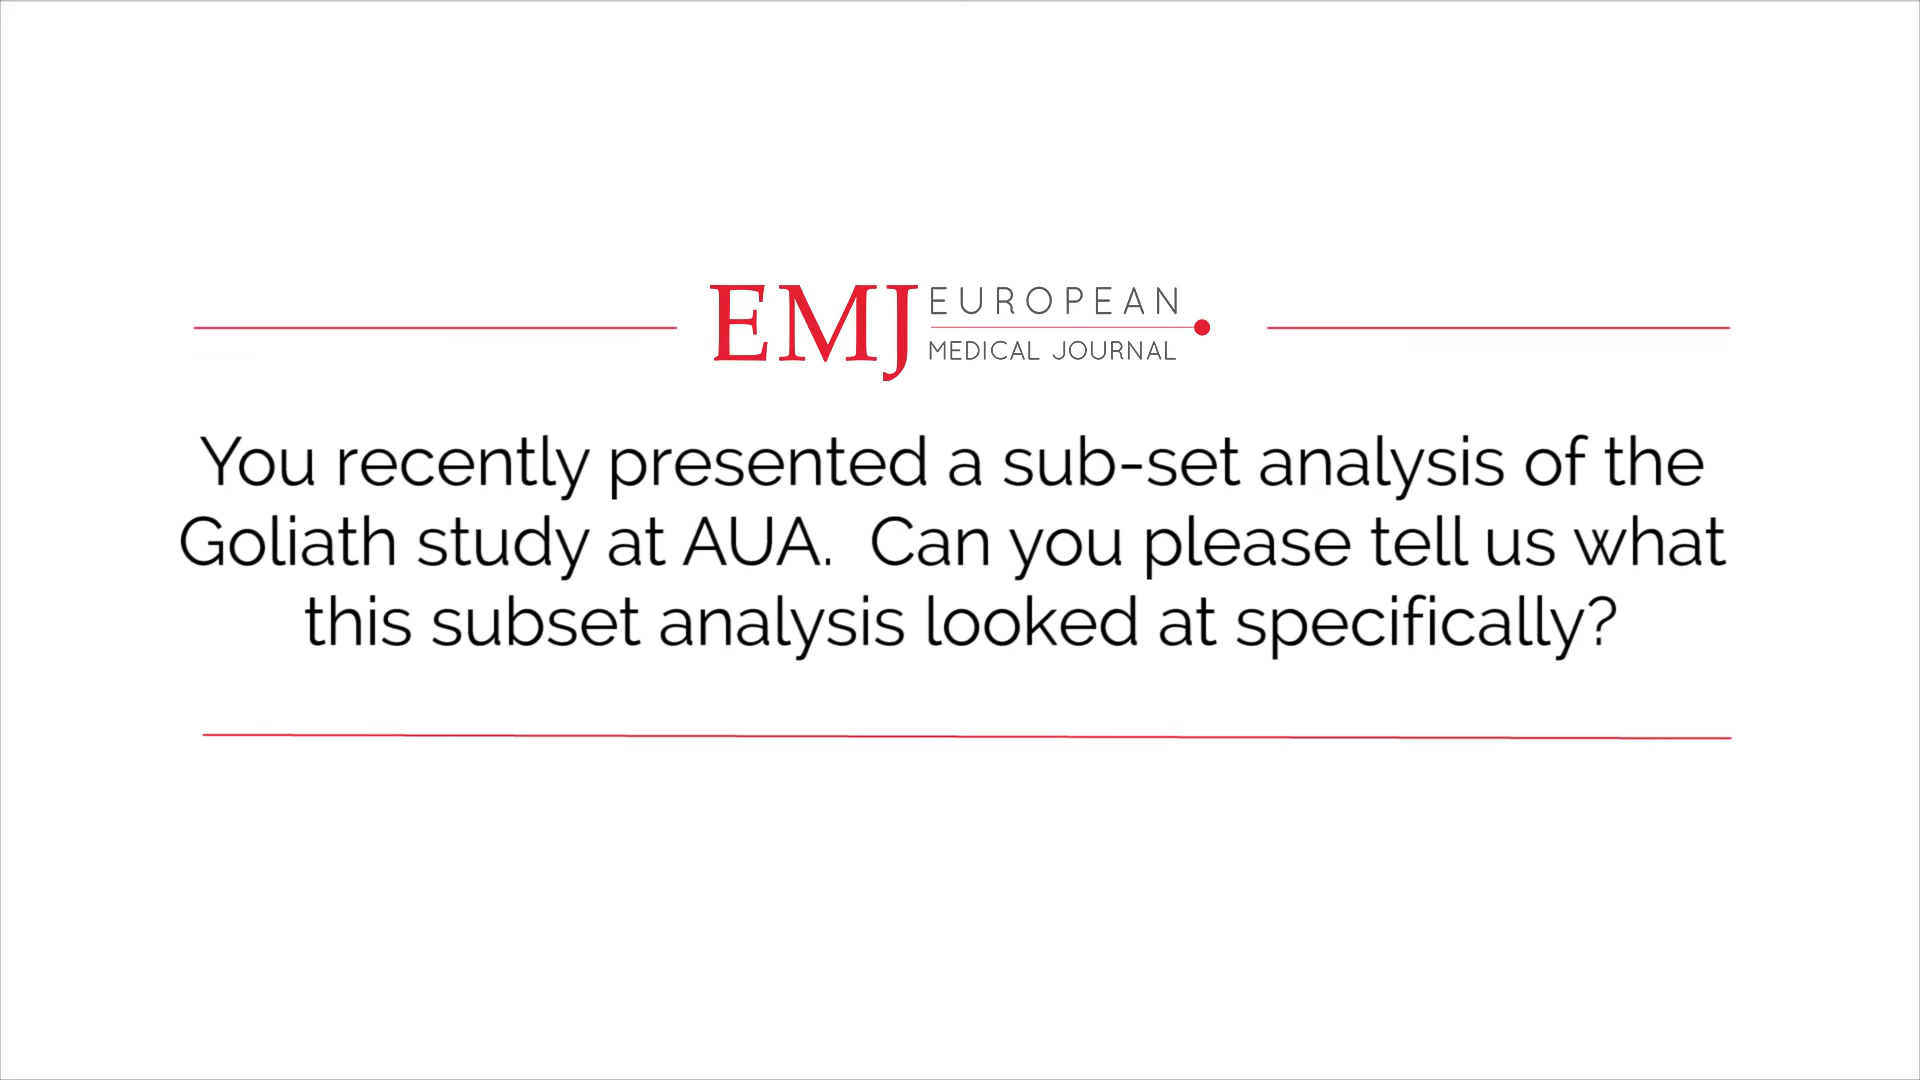 EMJ EUROPEAN
MEDICAL JOURNAL
You recently presented a sub-set analysis of the
Goliath study at AUA.  Can you please tell us what
this subset analysis looked at specifically?